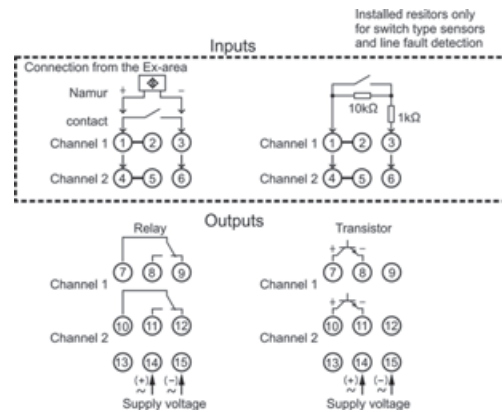 Installed resitors only
for switch type sensors
and line fault detection
Inputs
Connection from the Ex-area
Namur + −
contact
10kΩ
1kΩ
Channel 1 1 2 3
Channel 1 1 2 3
Channel 2 4 5 6
Channel 2 4 5 6
Outputs
Relay
Transistor
+ −
Channel 1 7 8 9
Channel 1 7 8 9
+ −
Channel 2 10 11 12
Channel 2 10 11 12
13 14 15
13 14 15
(+) (−)
(+) (−)
~ ~
~ ~
Supply voltage
Supply voltage